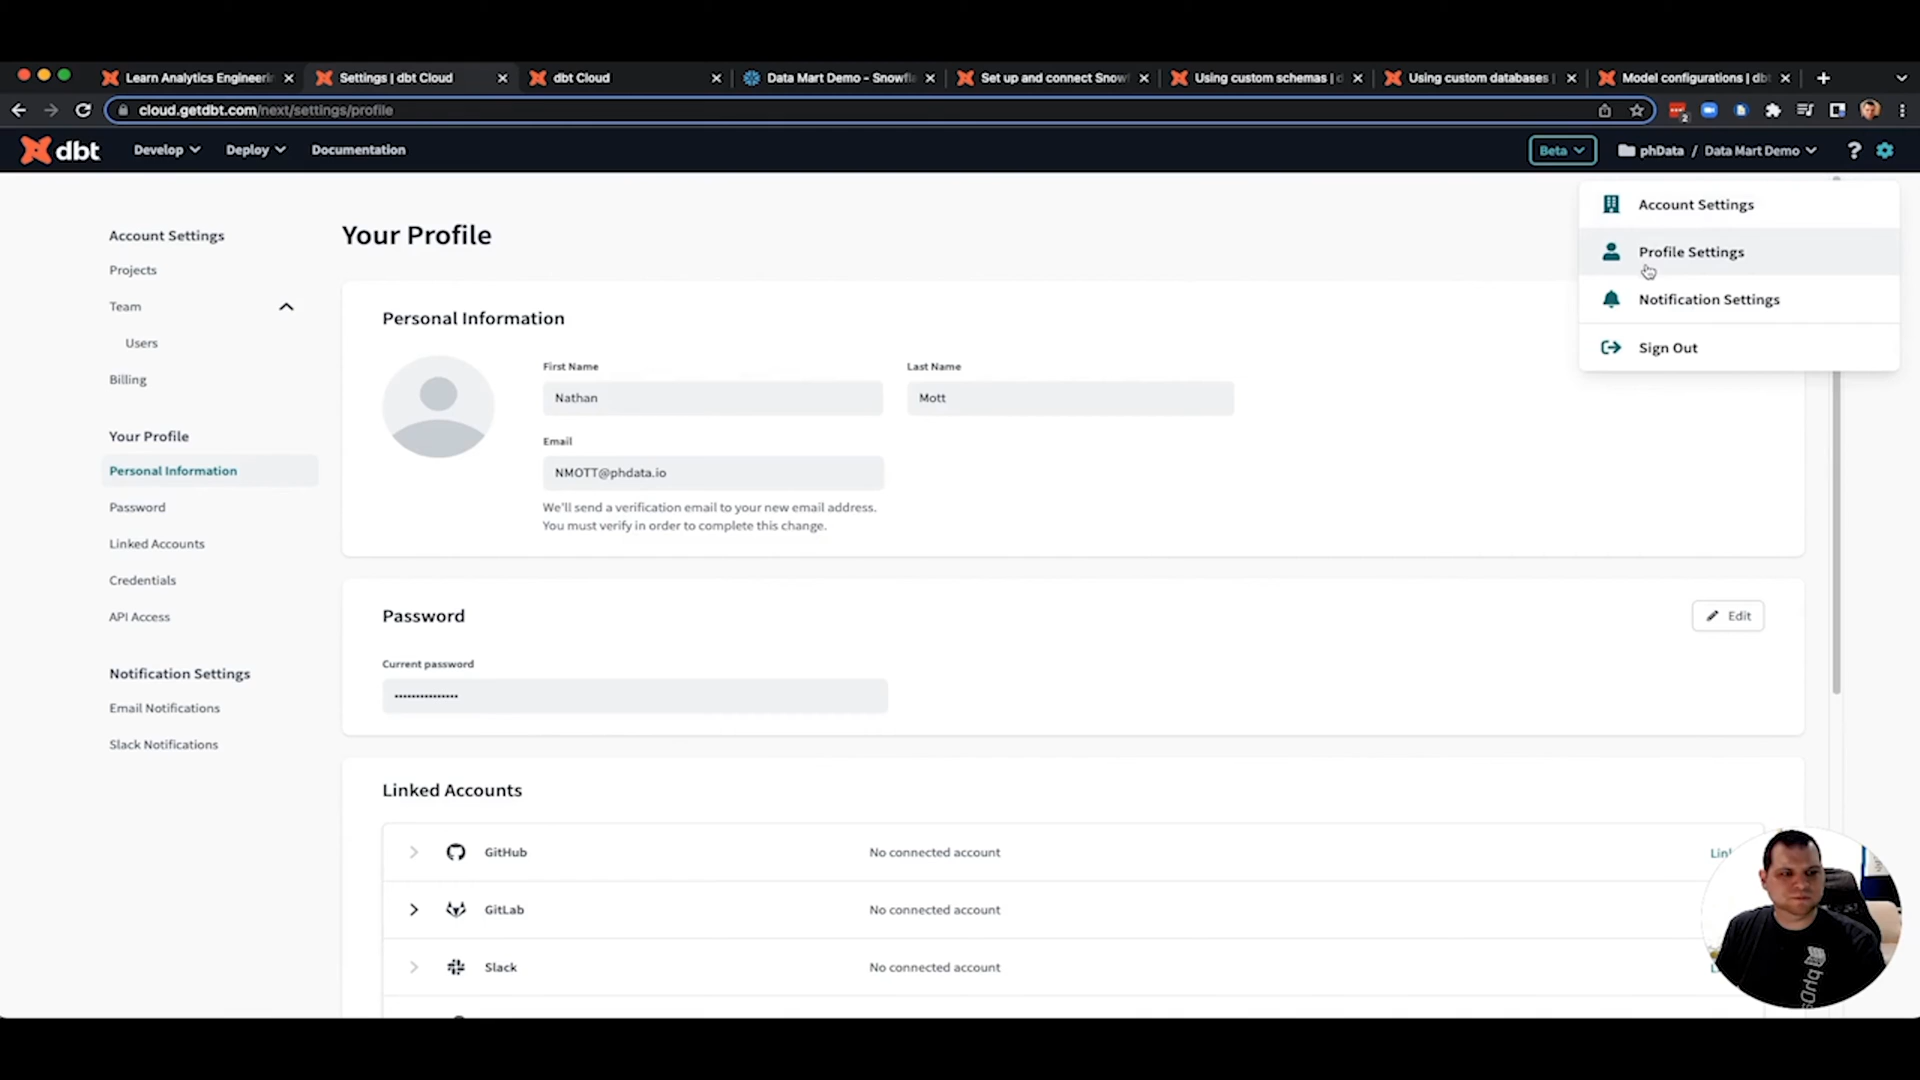 Learn Analytics Engineerin
Settings | dbt Cloud
dbt Cloud
Data Mart Demo - Snowfl
Set up and connect Snow
Using custom schemas | d
Using custom databases
Model configurations | dbt
cloud.getdbt.com/next/settings/profile
2
dbt
Develop
Deploy
Documentation
Beta
phData / Data Mart Demo
?
Account Settings
Profile Settings
Notification Settings
Sign Out
Account Settings
Projects
Team
Users
Billing
Your Profile
Personal Information
Password
Linked Accounts
Credentials
API Access
Notification Settings
Email Notifications
Slack Notifications
Your Profile
Personal Information
First Name
Nathan
Last Name
Mott
Email
NMOTT@phdata.io
We'll send a verification email to your new email address.
You must verify in order to complete this change.
Password
Edit
Current password
•••••••••••••••
Linked Accounts
GitHub
No connected account
GitLab
No connected account
Slack
No connected account